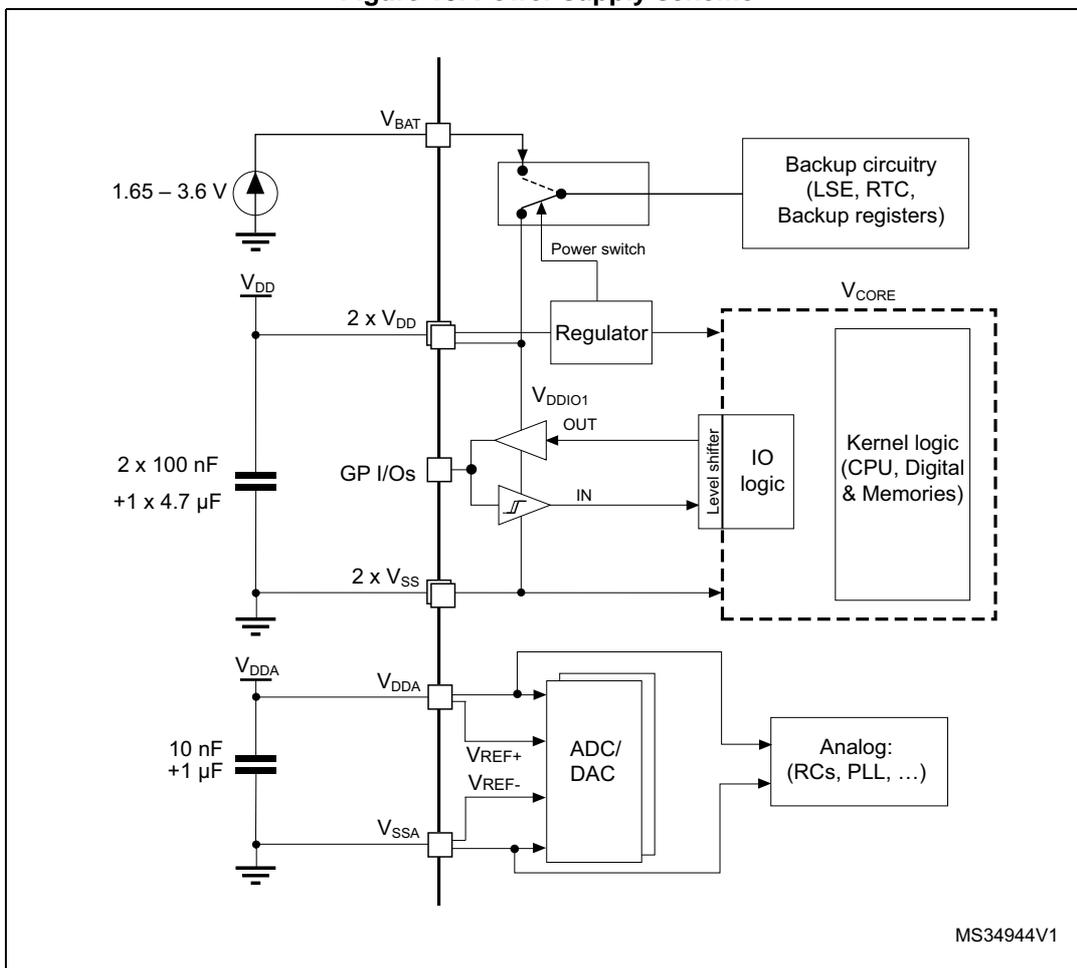 VBAT
1.65 – 3.6 V
Backup circuitry
(LSE, RTC,
Backup registers)
Power switch
VDD
2 x VDD
Regulator
VCORE
VDDIO1
OUT
GP I/Os
IN
Level shifter
IO
logic
Kernel logic
(CPU, Digital
& Memories)
2 x 100 nF
+1 x 4.7 µF
2 x VSS
VDDA
VDDA
10 nF
+1 µF
VREF+
VREF-
ADC/
DAC
Analog:
(RCs, PLL, …)
VSSA
MS34944V1